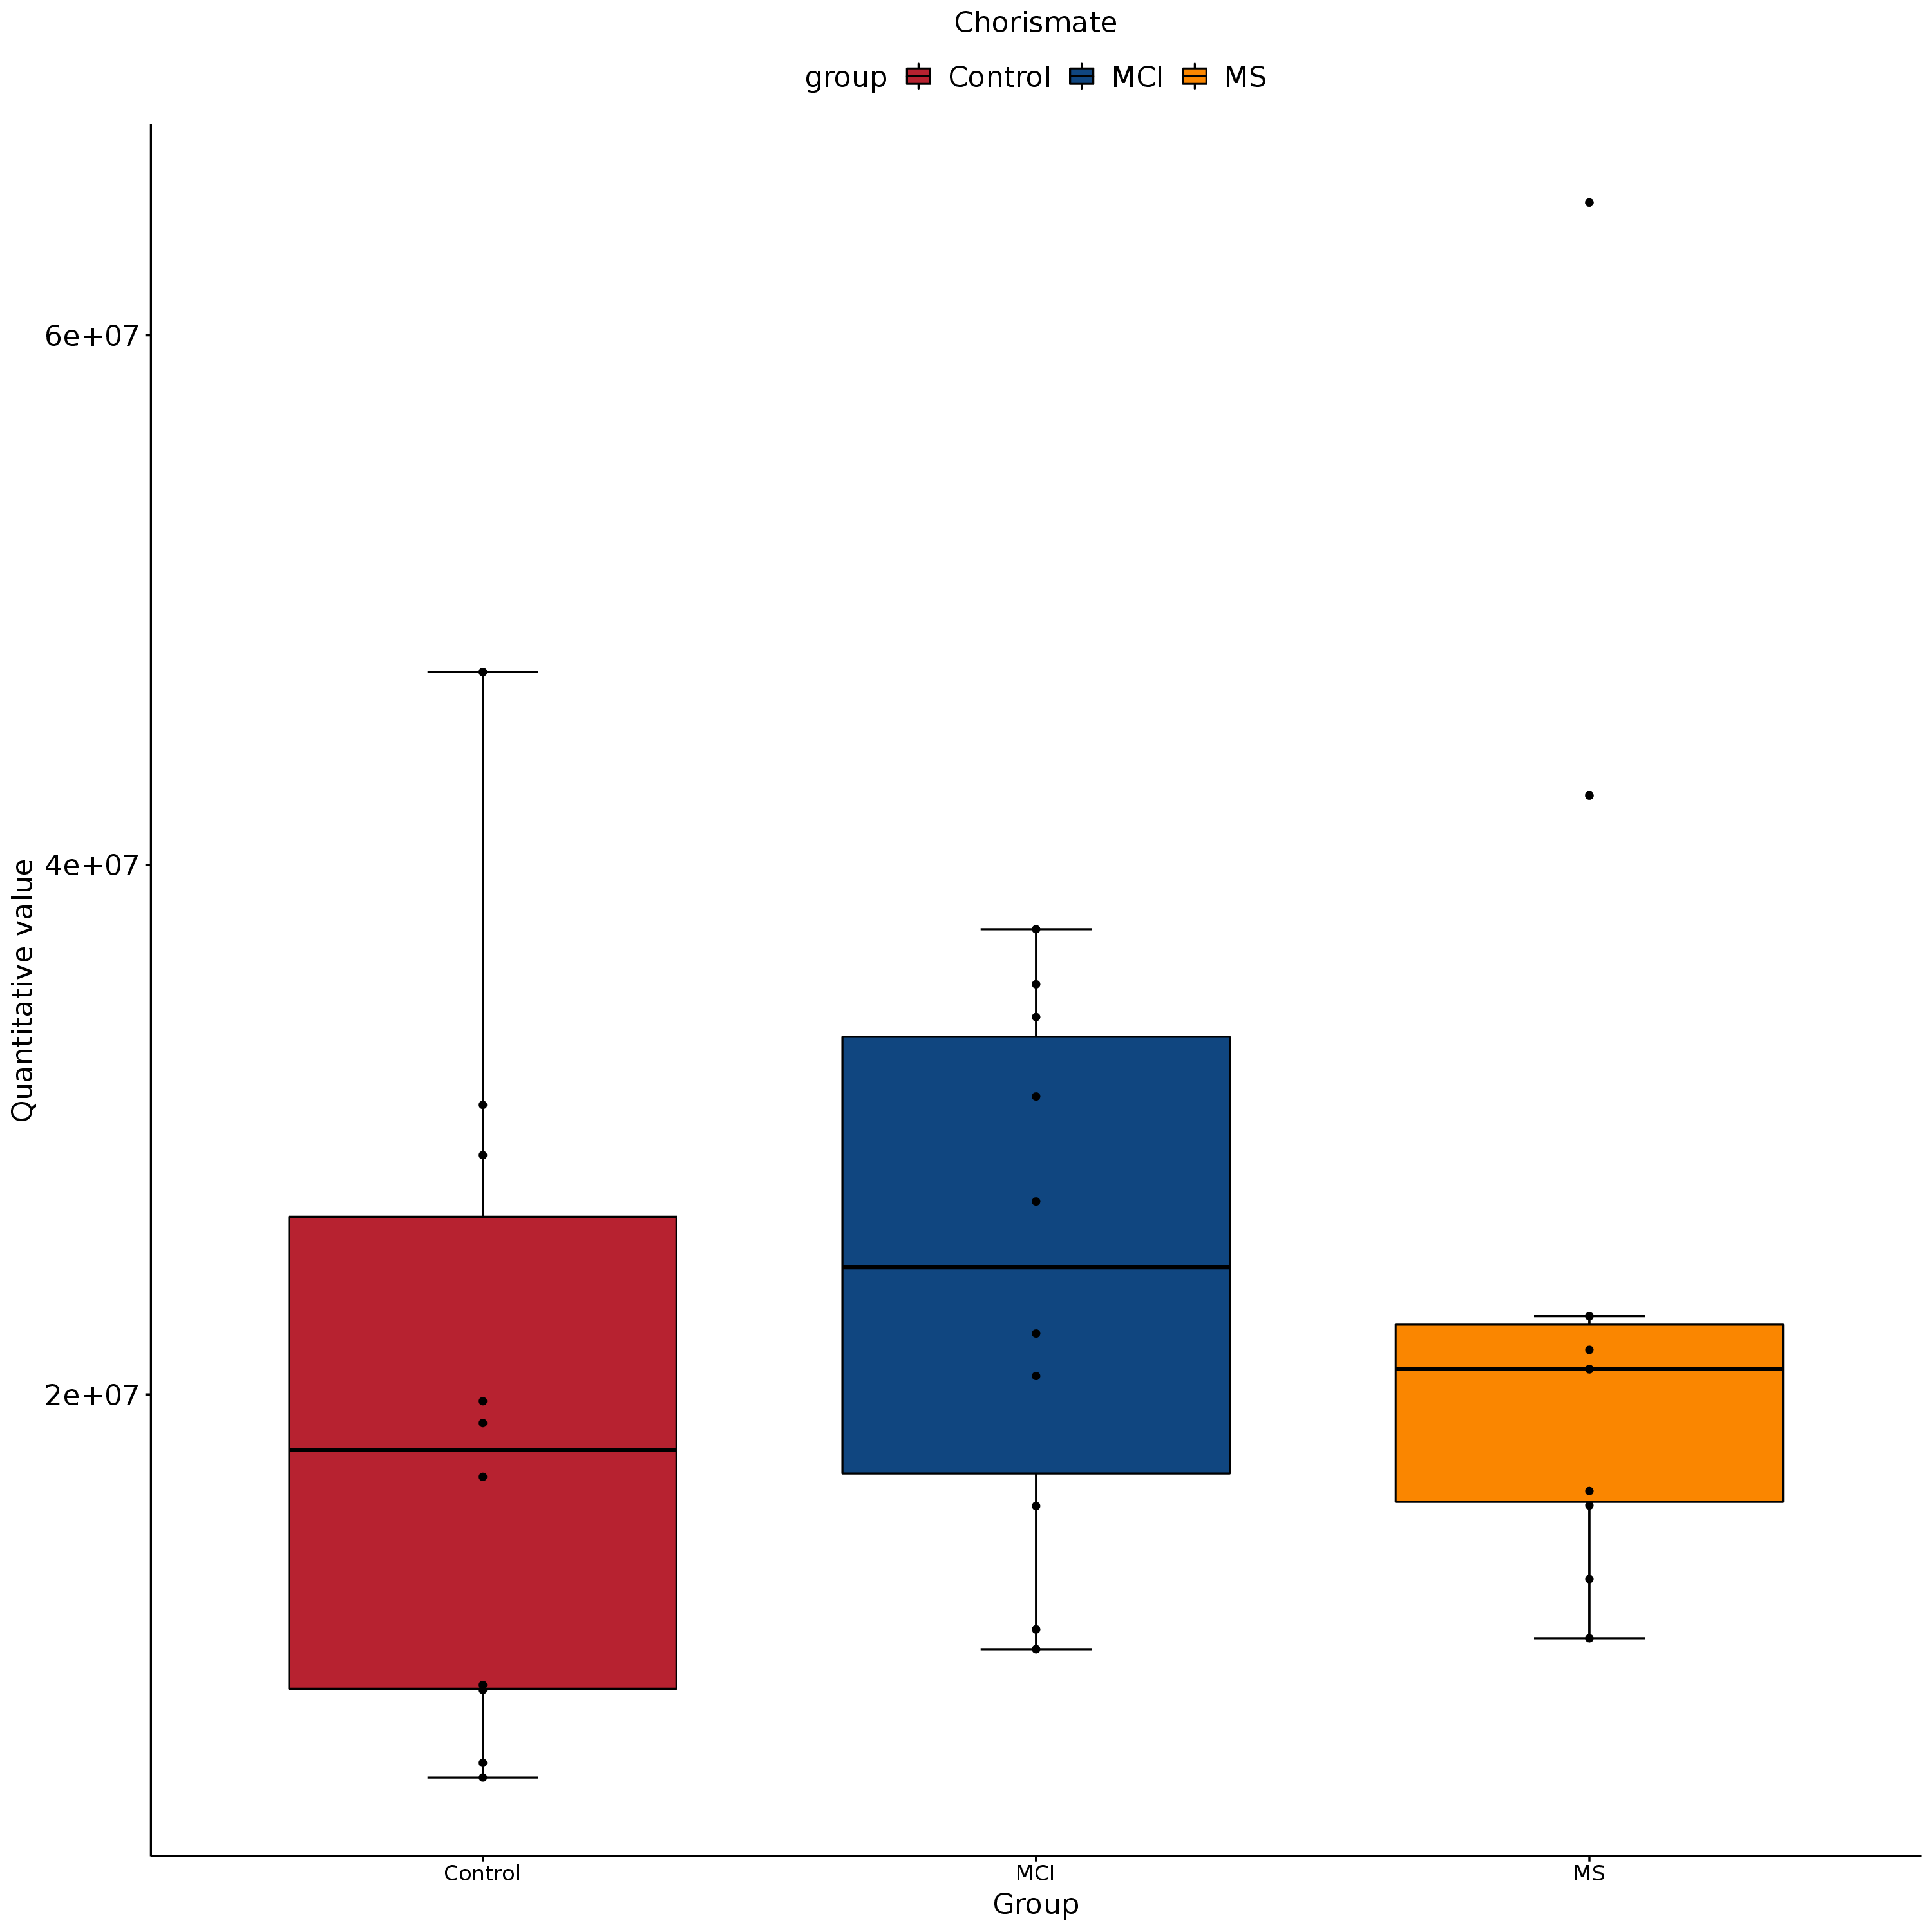 Chorismate
group Control MCI MS
6e+07
4e+07
2e+07
Quantitative value
Control MCI MS
Group